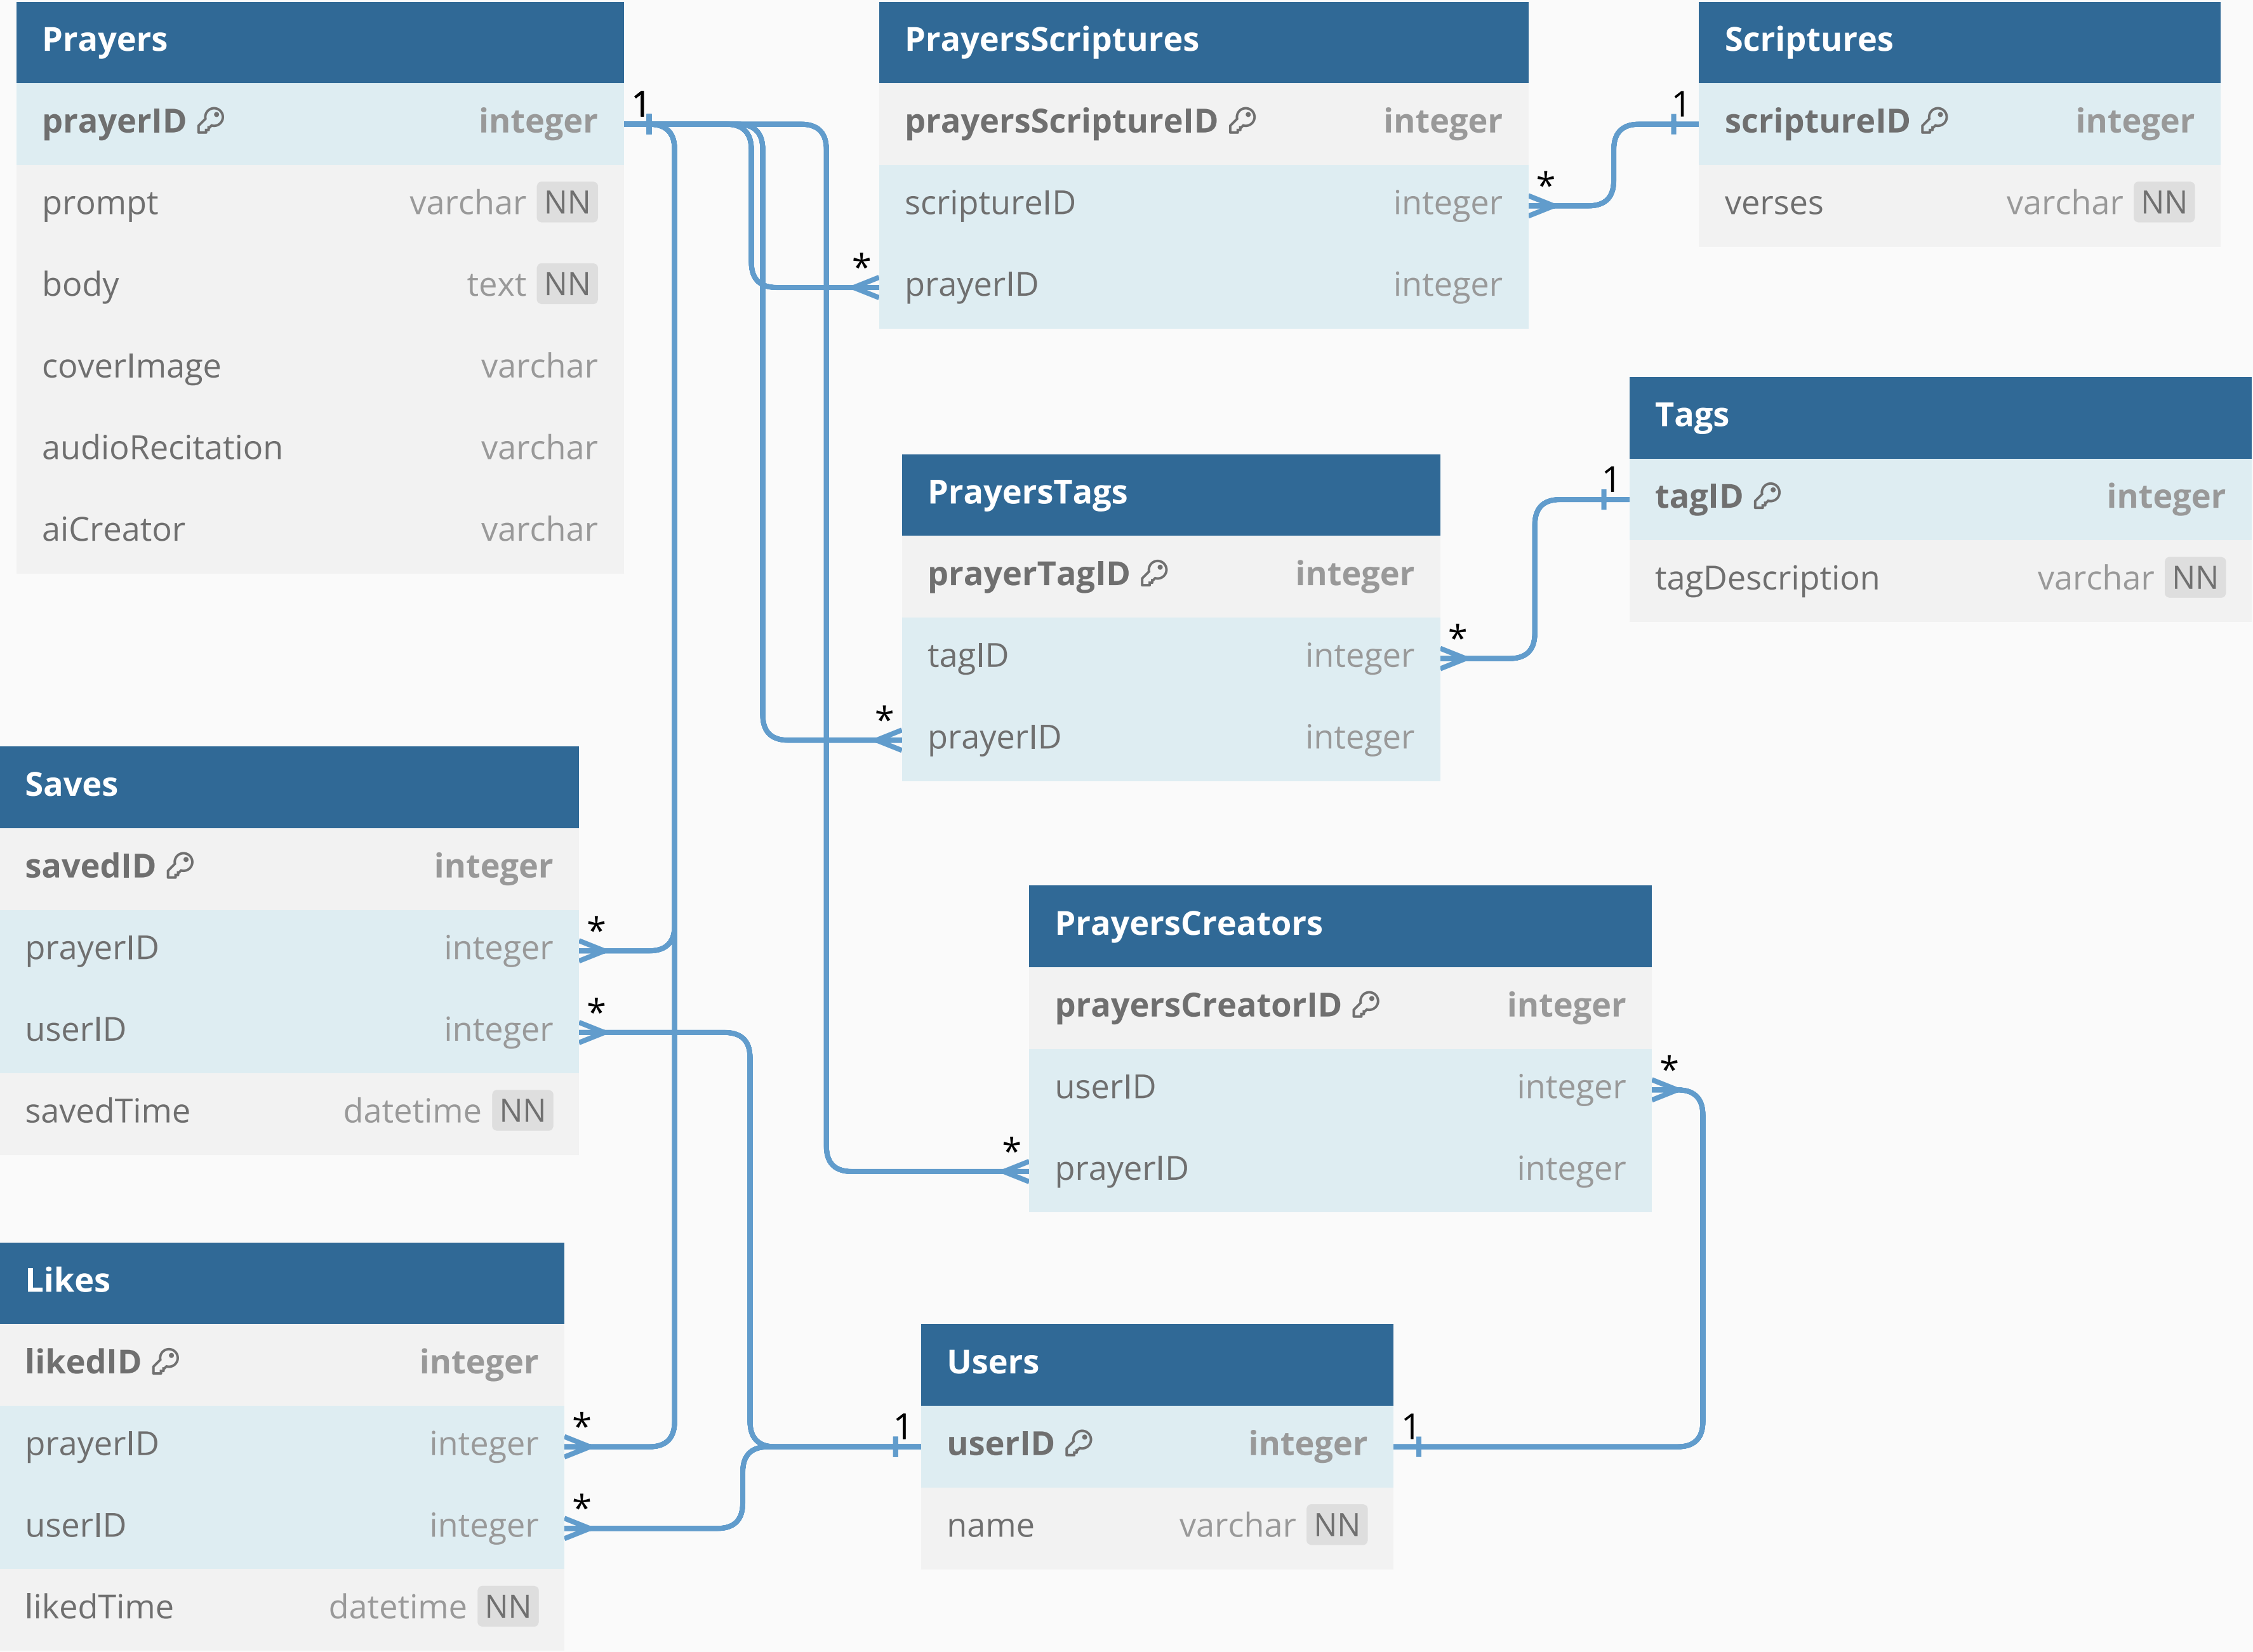 Prayers
prayerID integer
prompt varchar NN
body text NN
coverImage varchar
audioRecitation varchar
aiCreator varchar
1
PrayersScriptures
prayersScriptureID integer
scriptureID integer
prayerID integer
*
*
Scriptures
scriptureID integer
verses varchar NN
1
Tags
tagID integer
tagDescription varchar NN
1
PrayersTags
prayerTagID integer
tagID integer
prayerID integer
*
*
Saves
savedID integer
prayerID integer
userID integer
savedTime datetime NN
*
*
PrayersCreators
prayersCreatorID integer
userID integer
prayerID integer
*
*
Likes
likedID integer
prayerID integer
userID integer
likedTime datetime NN
*
*
Users
userID integer
name varchar NN
1
1